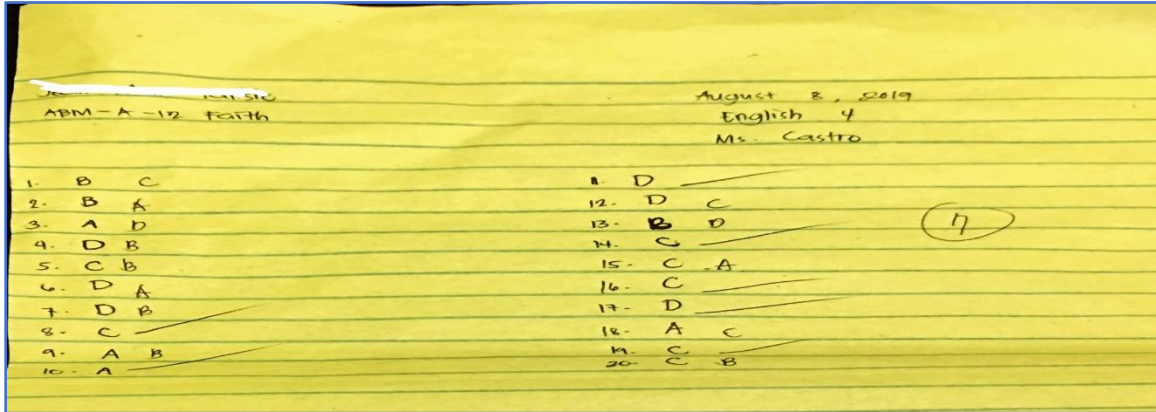 ABM-A-12 Faith
August 8, 2019
English 4
Ms. Castro
1. B C
2. B A
3. A D
4. D B
5. C B
6. D A
7. D B
8. C
9. A B
10. A
11. D
12. D C
13. B D
14. C
15. C A
16. C
17. D
18. A C
19. C
20. C B
7